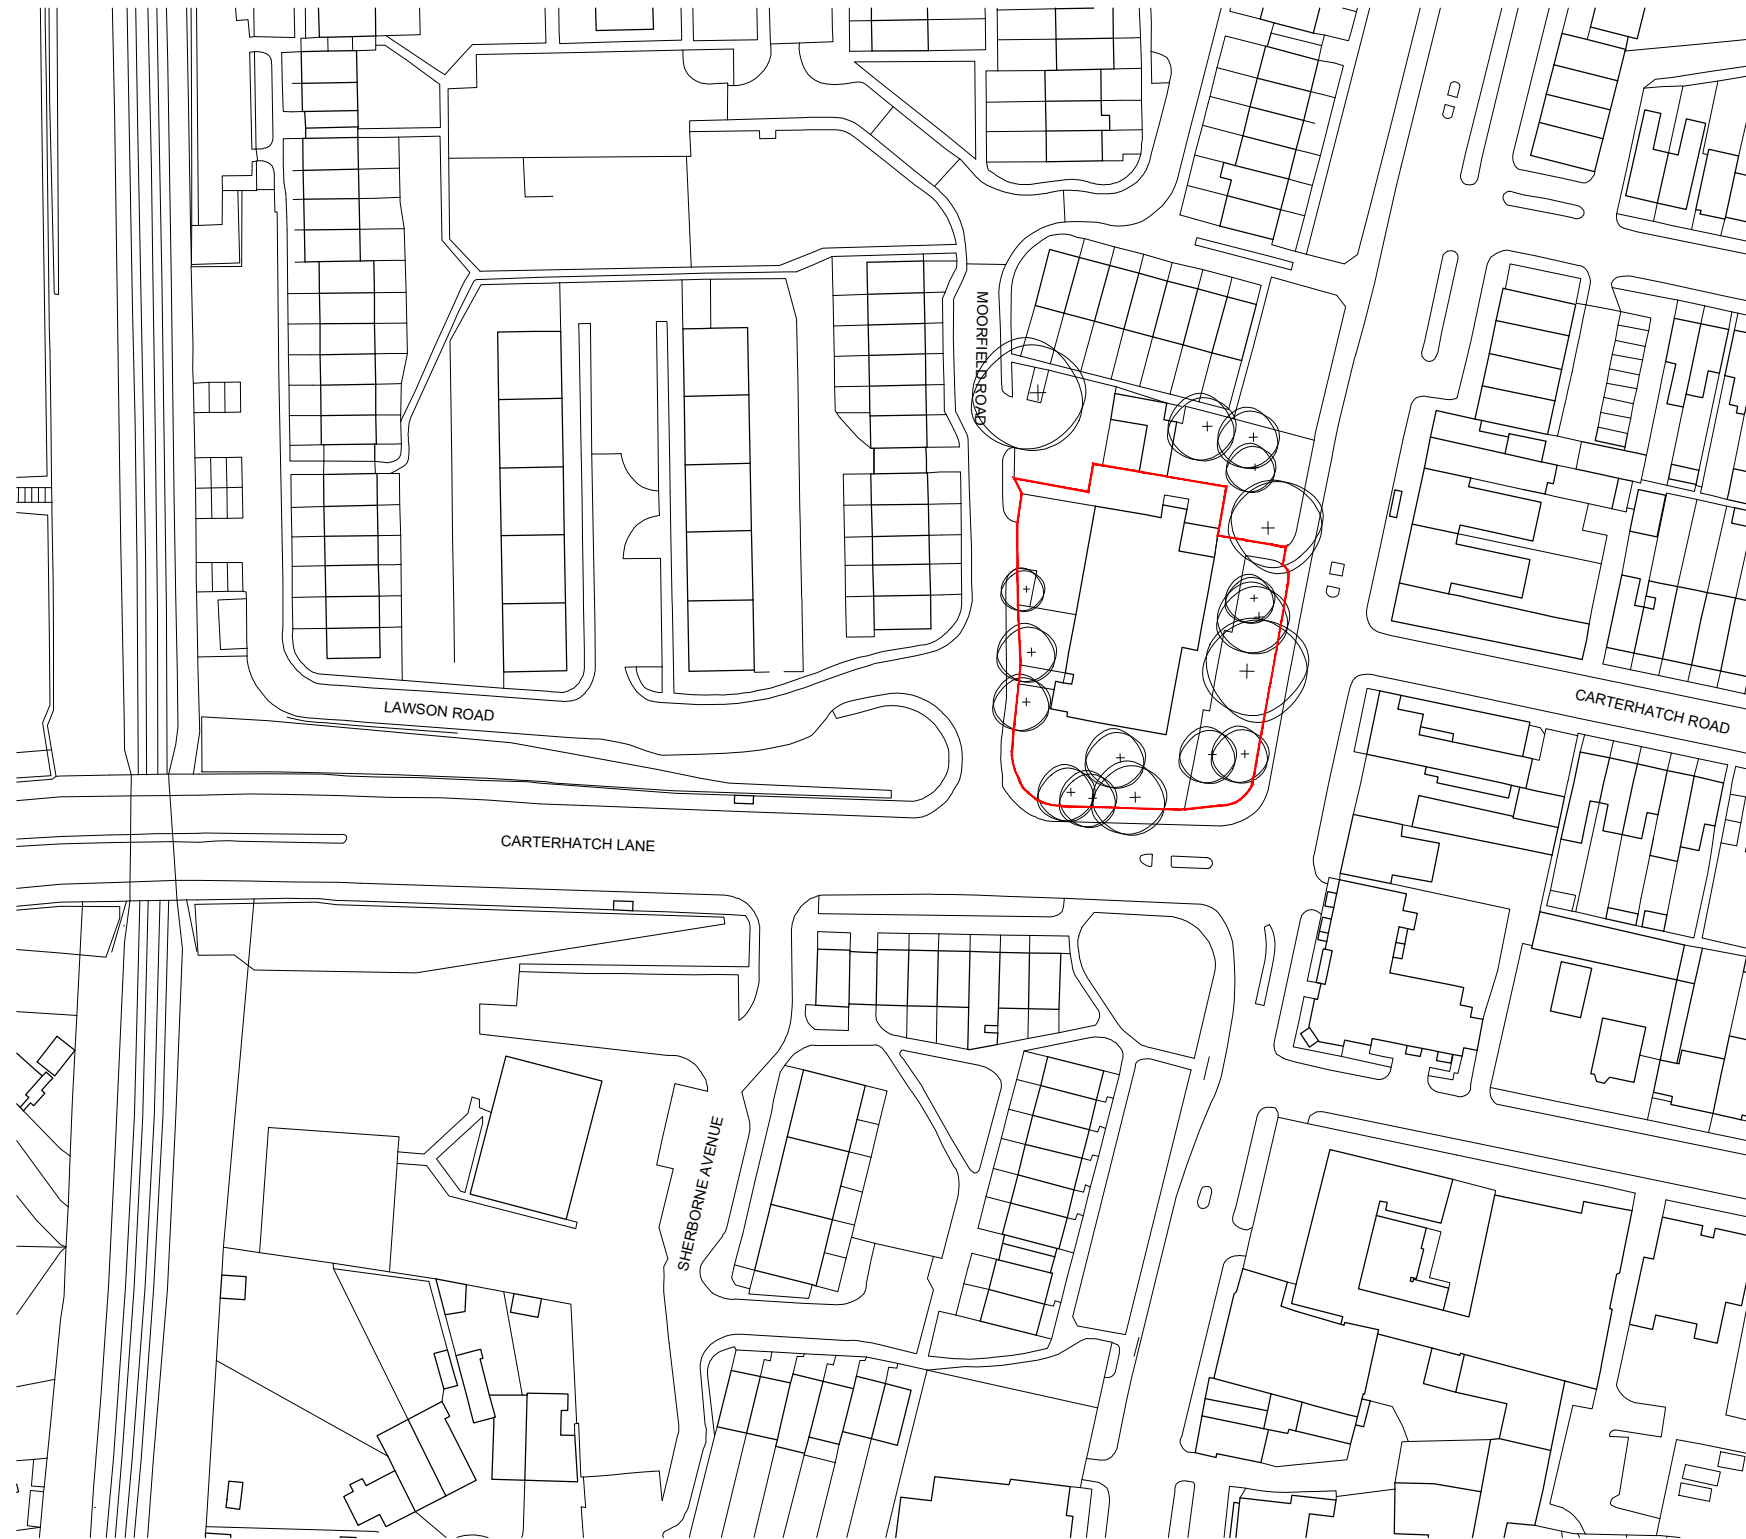 MOORFIELD ROAD
LAWSON ROAD
CARTERHATCH ROAD
CARTERHATCH LANE
SHERBORNE AVENUE